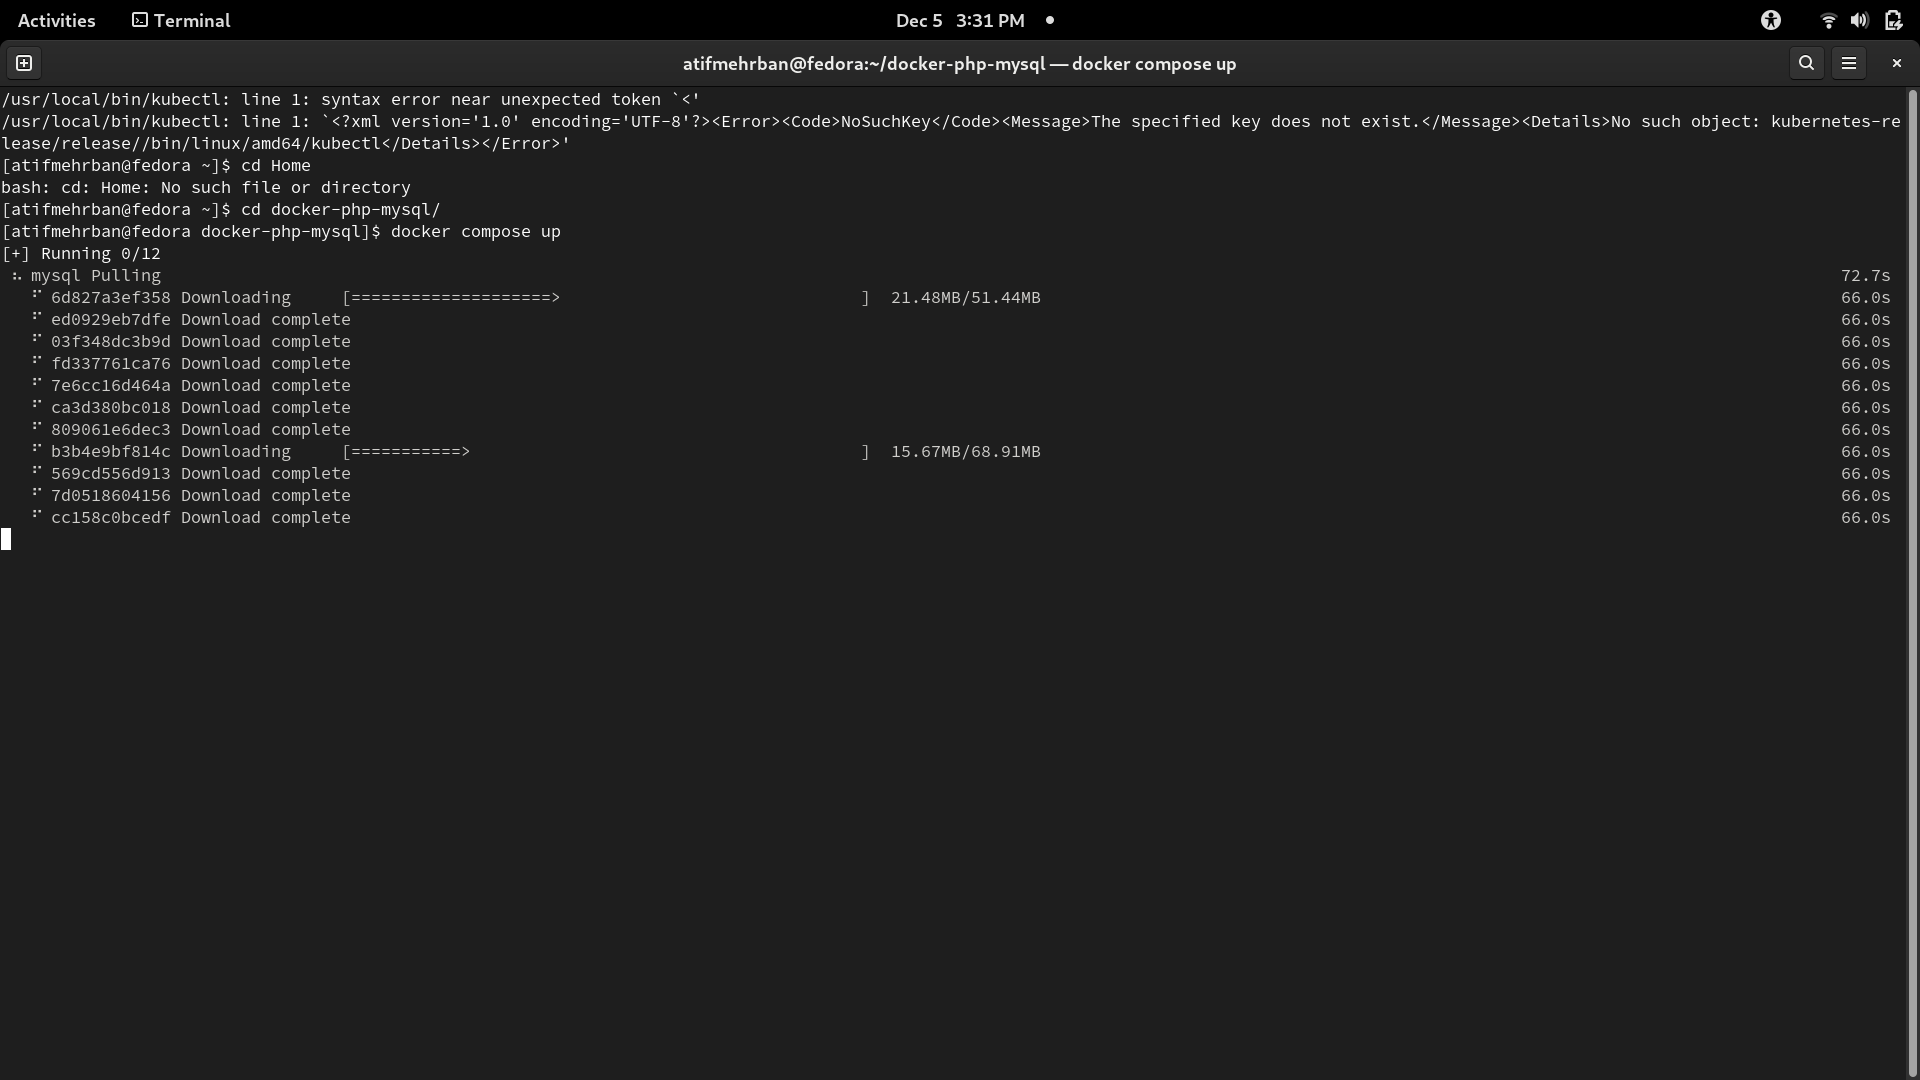 Activities Terminal Dec 5 3:31 PM
atifmehrban@fedora:~/docker-php-mysql — docker compose up
/usr/local/bin/kubectl: line 1: syntax error near unexpected token `<'
/usr/local/bin/kubectl: line 1: `<?xml version='1.0' encoding='UTF-8'?><Error><Code>NoSuchKey</Code><Message>The specified key does not exist.</Message><Details>No such object: kubernetes-re
lease/release//bin/linux/amd64/kubectl</Details></Error>'
[atifmehrban@fedora ~]$ cd Home
bash: cd: Home: No such file or directory
[atifmehrban@fedora ~]$ cd docker-php-mysql/
[atifmehrban@fedora docker-php-mysql]$ docker compose up
[+] Running 0/12
mysql Pulling 72.7s
6d827a3ef358 Downloading [====================> ] 21.48MB/51.44MB 66.0s
ed0929eb7dfe Download complete 66.0s
03f348dc3b9d Download complete 66.0s
fd337761ca76 Download complete 66.0s
7e6cc16d464a Download complete 66.0s
ca3d380bc018 Download complete 66.0s
809061e6dec3 Download complete 66.0s
b3b4e9bf814c Downloading [===========> ] 15.67MB/68.91MB 66.0s
569cd556d913 Download complete 66.0s
7d0518604156 Download complete 66.0s
cc158c0bcedf Download complete 66.0s